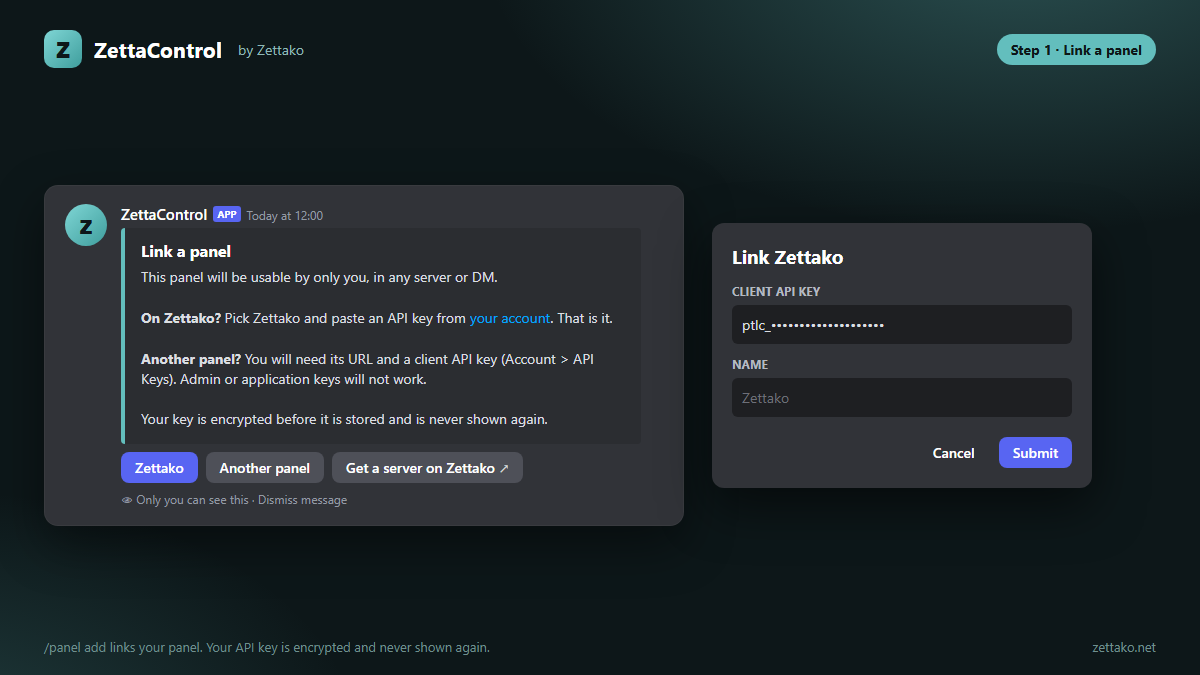 Z ZettaControl by Zettako
Step 1 · Link a panel
Z
ZettaControl APP Today at 12:00
Link a panel
This panel will be usable by only you, in any server or DM.
On Zettako? Pick Zettako and paste an API key from your account. That is it.
Another panel? You will need its URL and a client API key (Account > API
Keys). Admin or application keys will not work.
Your key is encrypted before it is stored and is never shown again.
Zettako
Another panel
Get a server on Zettako ↗
Only you can see this · Dismiss message
Link Zettako
CLIENT API KEY
ptlc_••••••••••••••••••••
NAME
Zettako
Cancel
Submit
/panel add links your panel. Your API key is encrypted and never shown again.
zettako.net